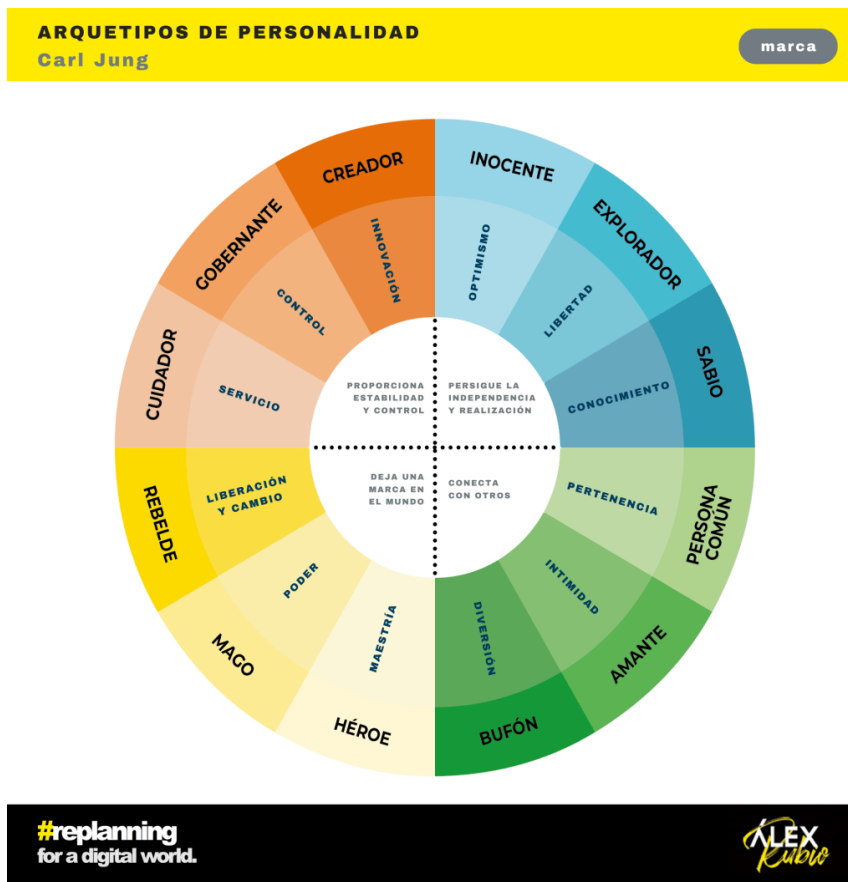 ARQUETIPOS DE PERSONALIDAD
Carl Jung
marca
CREADOR
INOCENTE
EXPLORADOR
SABIO
PERSONA
COMÚN
AMANTE
BUFÓN
HÉROE
MAGO
REBELDE
CUIDADOR
GOBERNANTE
INNOVACIÓN
OPTIMISMO
LIBERTAD
CONOCIMIENTO
PERTENENCIA
INTIMIDAD
DIVERSIÓN
MAESTRÍA
PODER
LIBERACIÓN
Y CAMBIO
SERVICIO
CONTROL
PROPORCIONA
ESTABILIDAD
Y CONTROL
PERSIGUE LA
INDEPENDENCIA
Y REALIZACIÓN
DEJA UNA
MARCA EN
EL MUNDO
CONECTA
CON OTROS
#replanning
for a digital world.
ÁLEX
Rubio